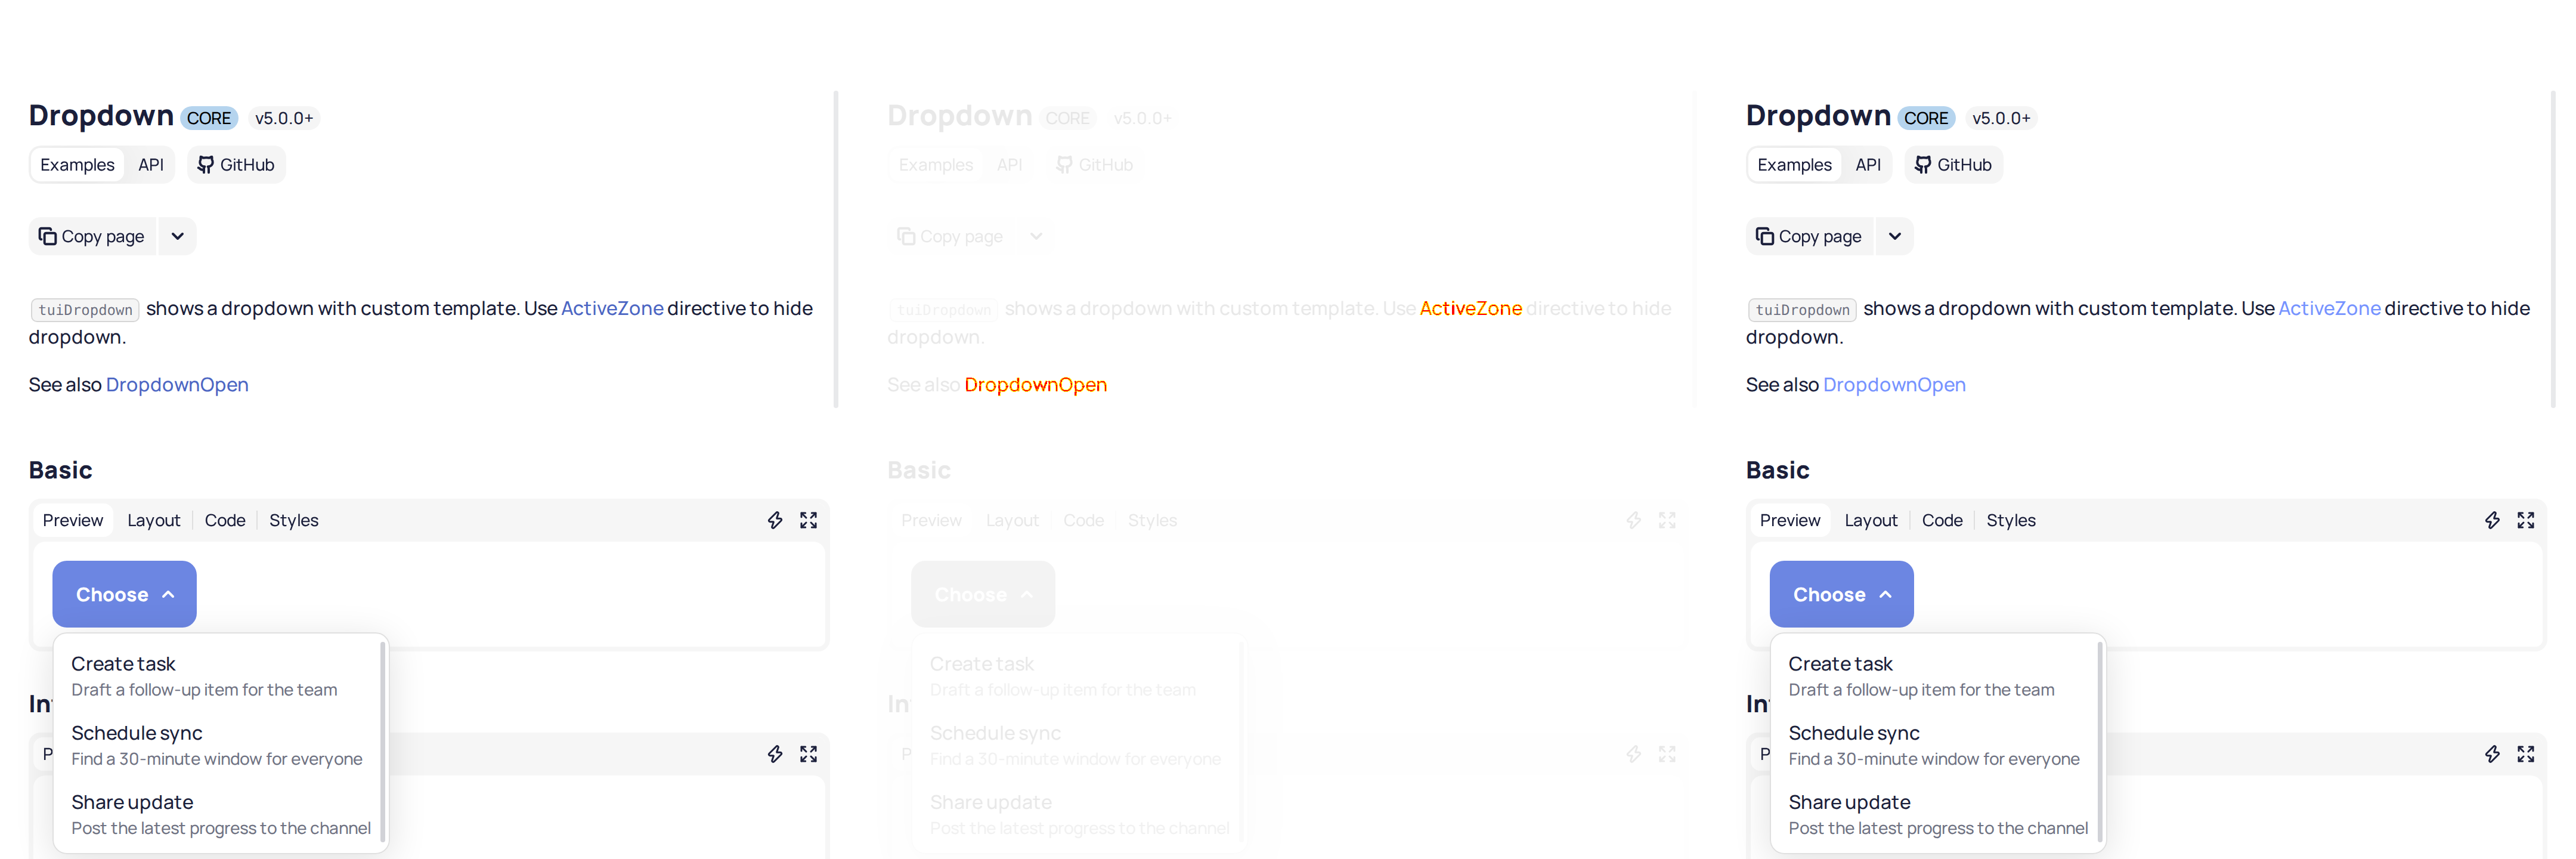 Dropdown CORE v5.0.0+
Examples API GitHub
Copy page
tuiDropdown shows a dropdown with custom template. Use ActiveZone directive to hide
dropdown.
See also DropdownOpen
Basic
Preview Layout Code Styles
Choose
Create task
Draft a follow-up item for the team
In
Schedule sync
Find a 30-minute window for everyone
P
Share update
Post the latest progress to the channel
Dropdown CORE v5.0.0+
Examples API GitHub
Copy page
tuiDropdown shows a dropdown with custom template. Use ActiveZone directive to hide
dropdown.
See also DropdownOpen
Basic
Preview Layout Code Styles
Choose
Create task
Draft a follow-up item for the team
In
Schedule sync
Find a 30-minute window for everyone
P
Share update
Post the latest progress to the channel
Dropdown CORE v5.0.0+
Examples API GitHub
Copy page
tuiDropdown shows a dropdown with custom template. Use ActiveZone directive to hide
dropdown.
See also DropdownOpen
Basic
Preview Layout Code Styles
Choose
Create task
Draft a follow-up item for the team
In
Schedule sync
Find a 30-minute window for everyone
P
Share update
Post the latest progress to the channel